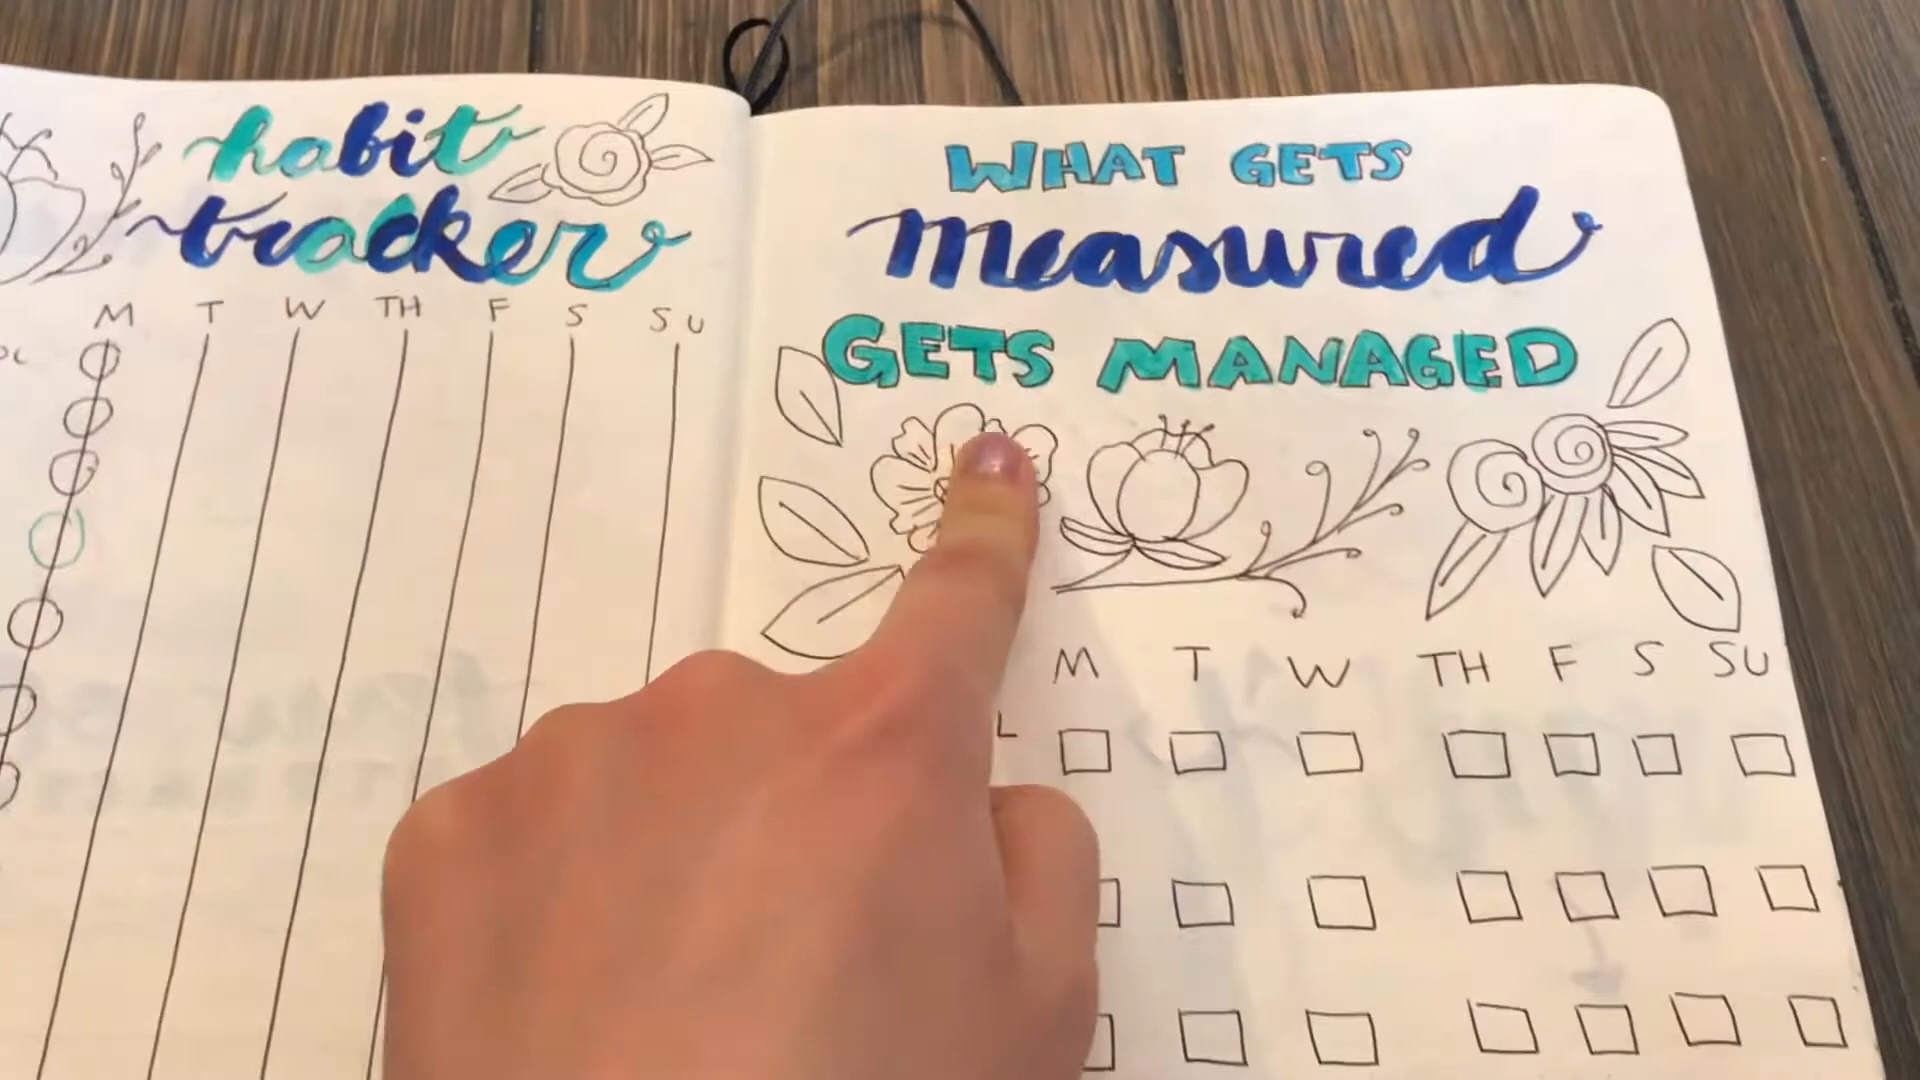 habit
tracker
M T W TH F S SU
WHAT GETS
measured
GETS MANAGED
M T W TH F S SU
L